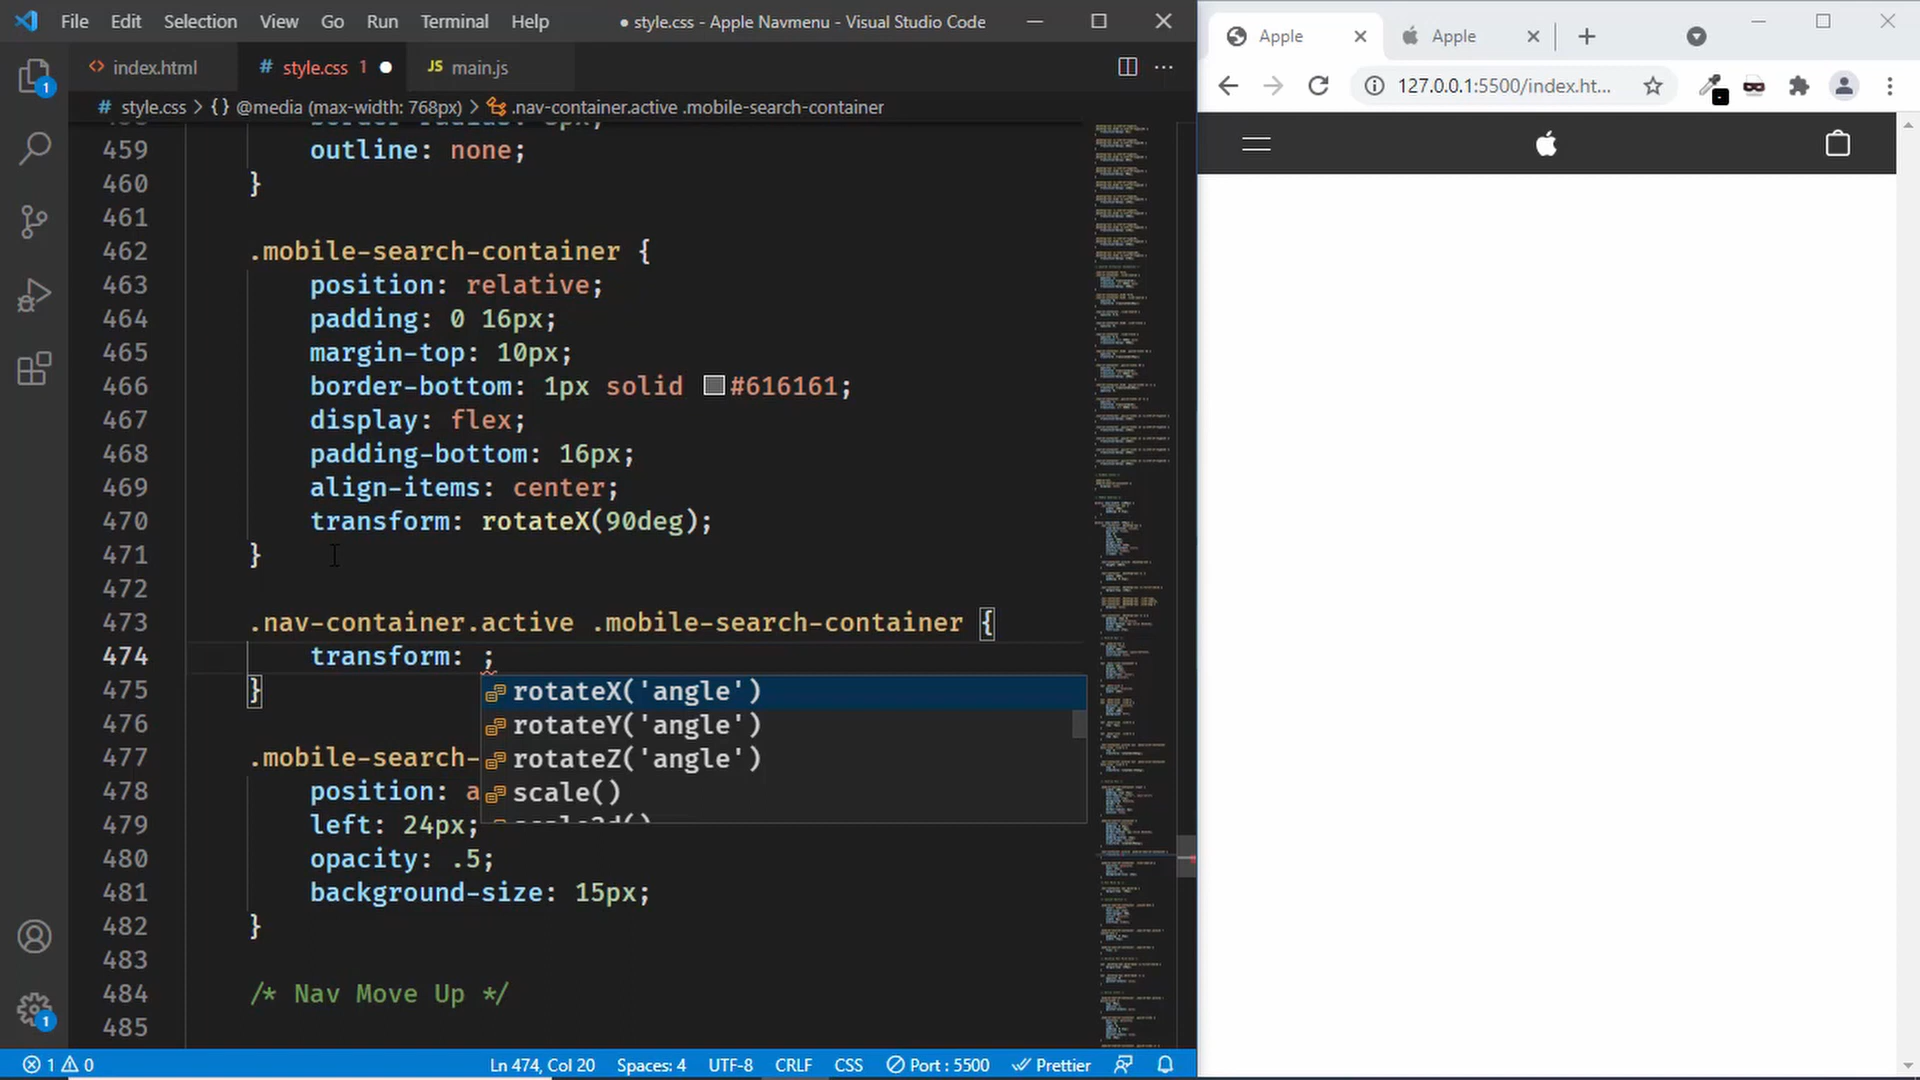 File Edit Selection View Go Run Terminal Help ● style.css - Apple Navmenu - Visual Studio Code
<> index.html # style.css 1 ● JS main.js
# style.css > {} @media (max-width: 768px) > .nav-container.active .mobile-search-container
459 outline: none;
460 }
461
462 .mobile-search-container {
463 position: relative;
464 padding: 0 16px;
465 margin-top: 10px;
466 border-bottom: 1px solid #616161;
467 display: flex;
468 padding-bottom: 16px;
469 align-items: center;
470 transform: rotateX(90deg);
471 }
472
473 .nav-container.active .mobile-search-container {
474 transform: ;
475 }
rotateX('angle')
rotateY('angle')
rotateZ('angle')
scale()
476
477 .mobile-search-
478 position: a
479 left: 24px;
480 opacity: .5;
481 background-size: 15px;
482 }
483
484 /* Nav Move Up */
485
1 1
1 0 Ln 474, Col 20 Spaces: 4 UTF-8 CRLF CSS Port : 5500 Prettier
Apple Apple
127.0.0.1:5500/index.ht...